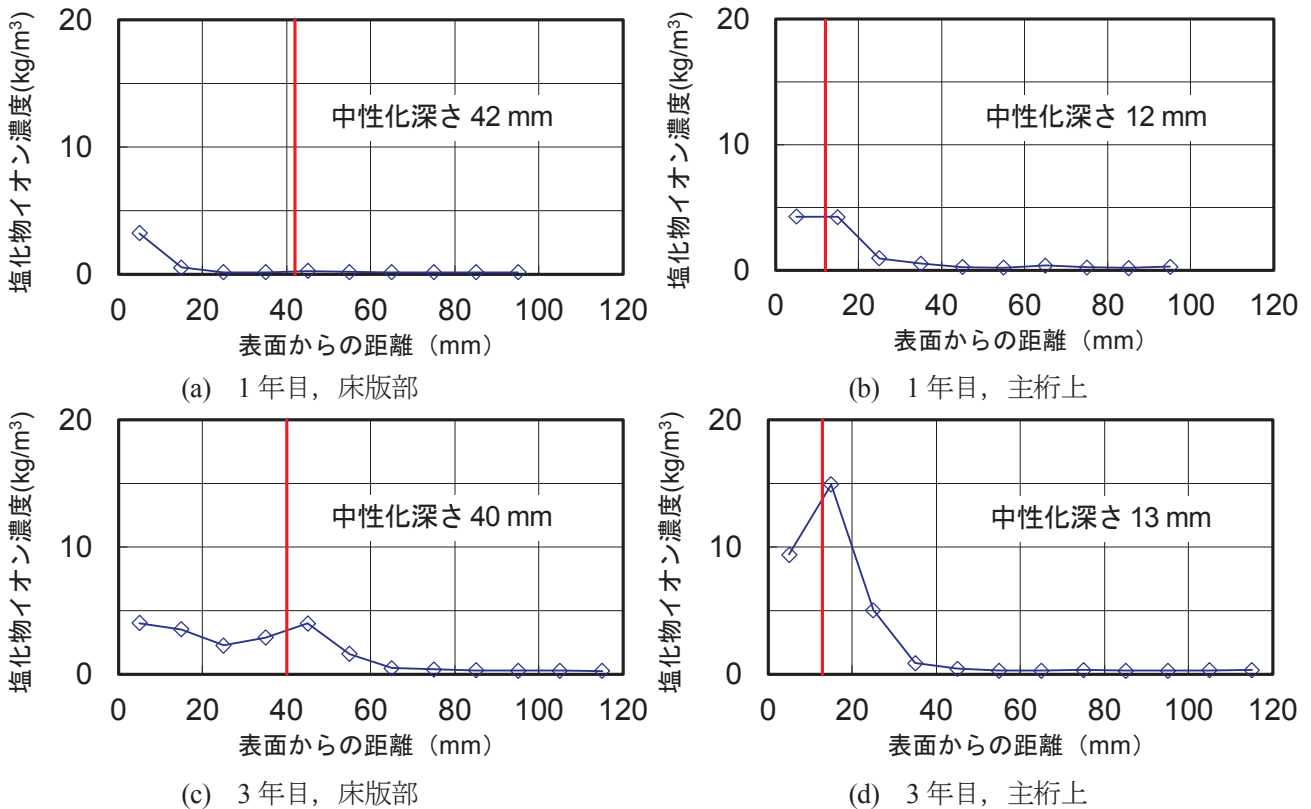 塩化物イオン濃度(kg/m³)
20
10
0
中性化深さ 42 mm
0 20 40 60 80 100 120
表面からの距離（mm）
(a) 1 年目，床版部
塩化物イオン濃度(kg/m³)
20
10
0
中性化深さ 12 mm
0 20 40 60 80 100 120
表面からの距離（mm）
(b) 1 年目，主桁上
塩化物イオン濃度(kg/m³)
20
10
0
中性化深さ 40 mm
0 20 40 60 80 100 120
表面からの距離（mm）
(c) 3 年目，床版部
塩化物イオン濃度(kg/m³)
20
10
0
中性化深さ 13 mm
0 20 40 60 80 100 120
表面からの距離（mm）
(d) 3 年目，主桁上